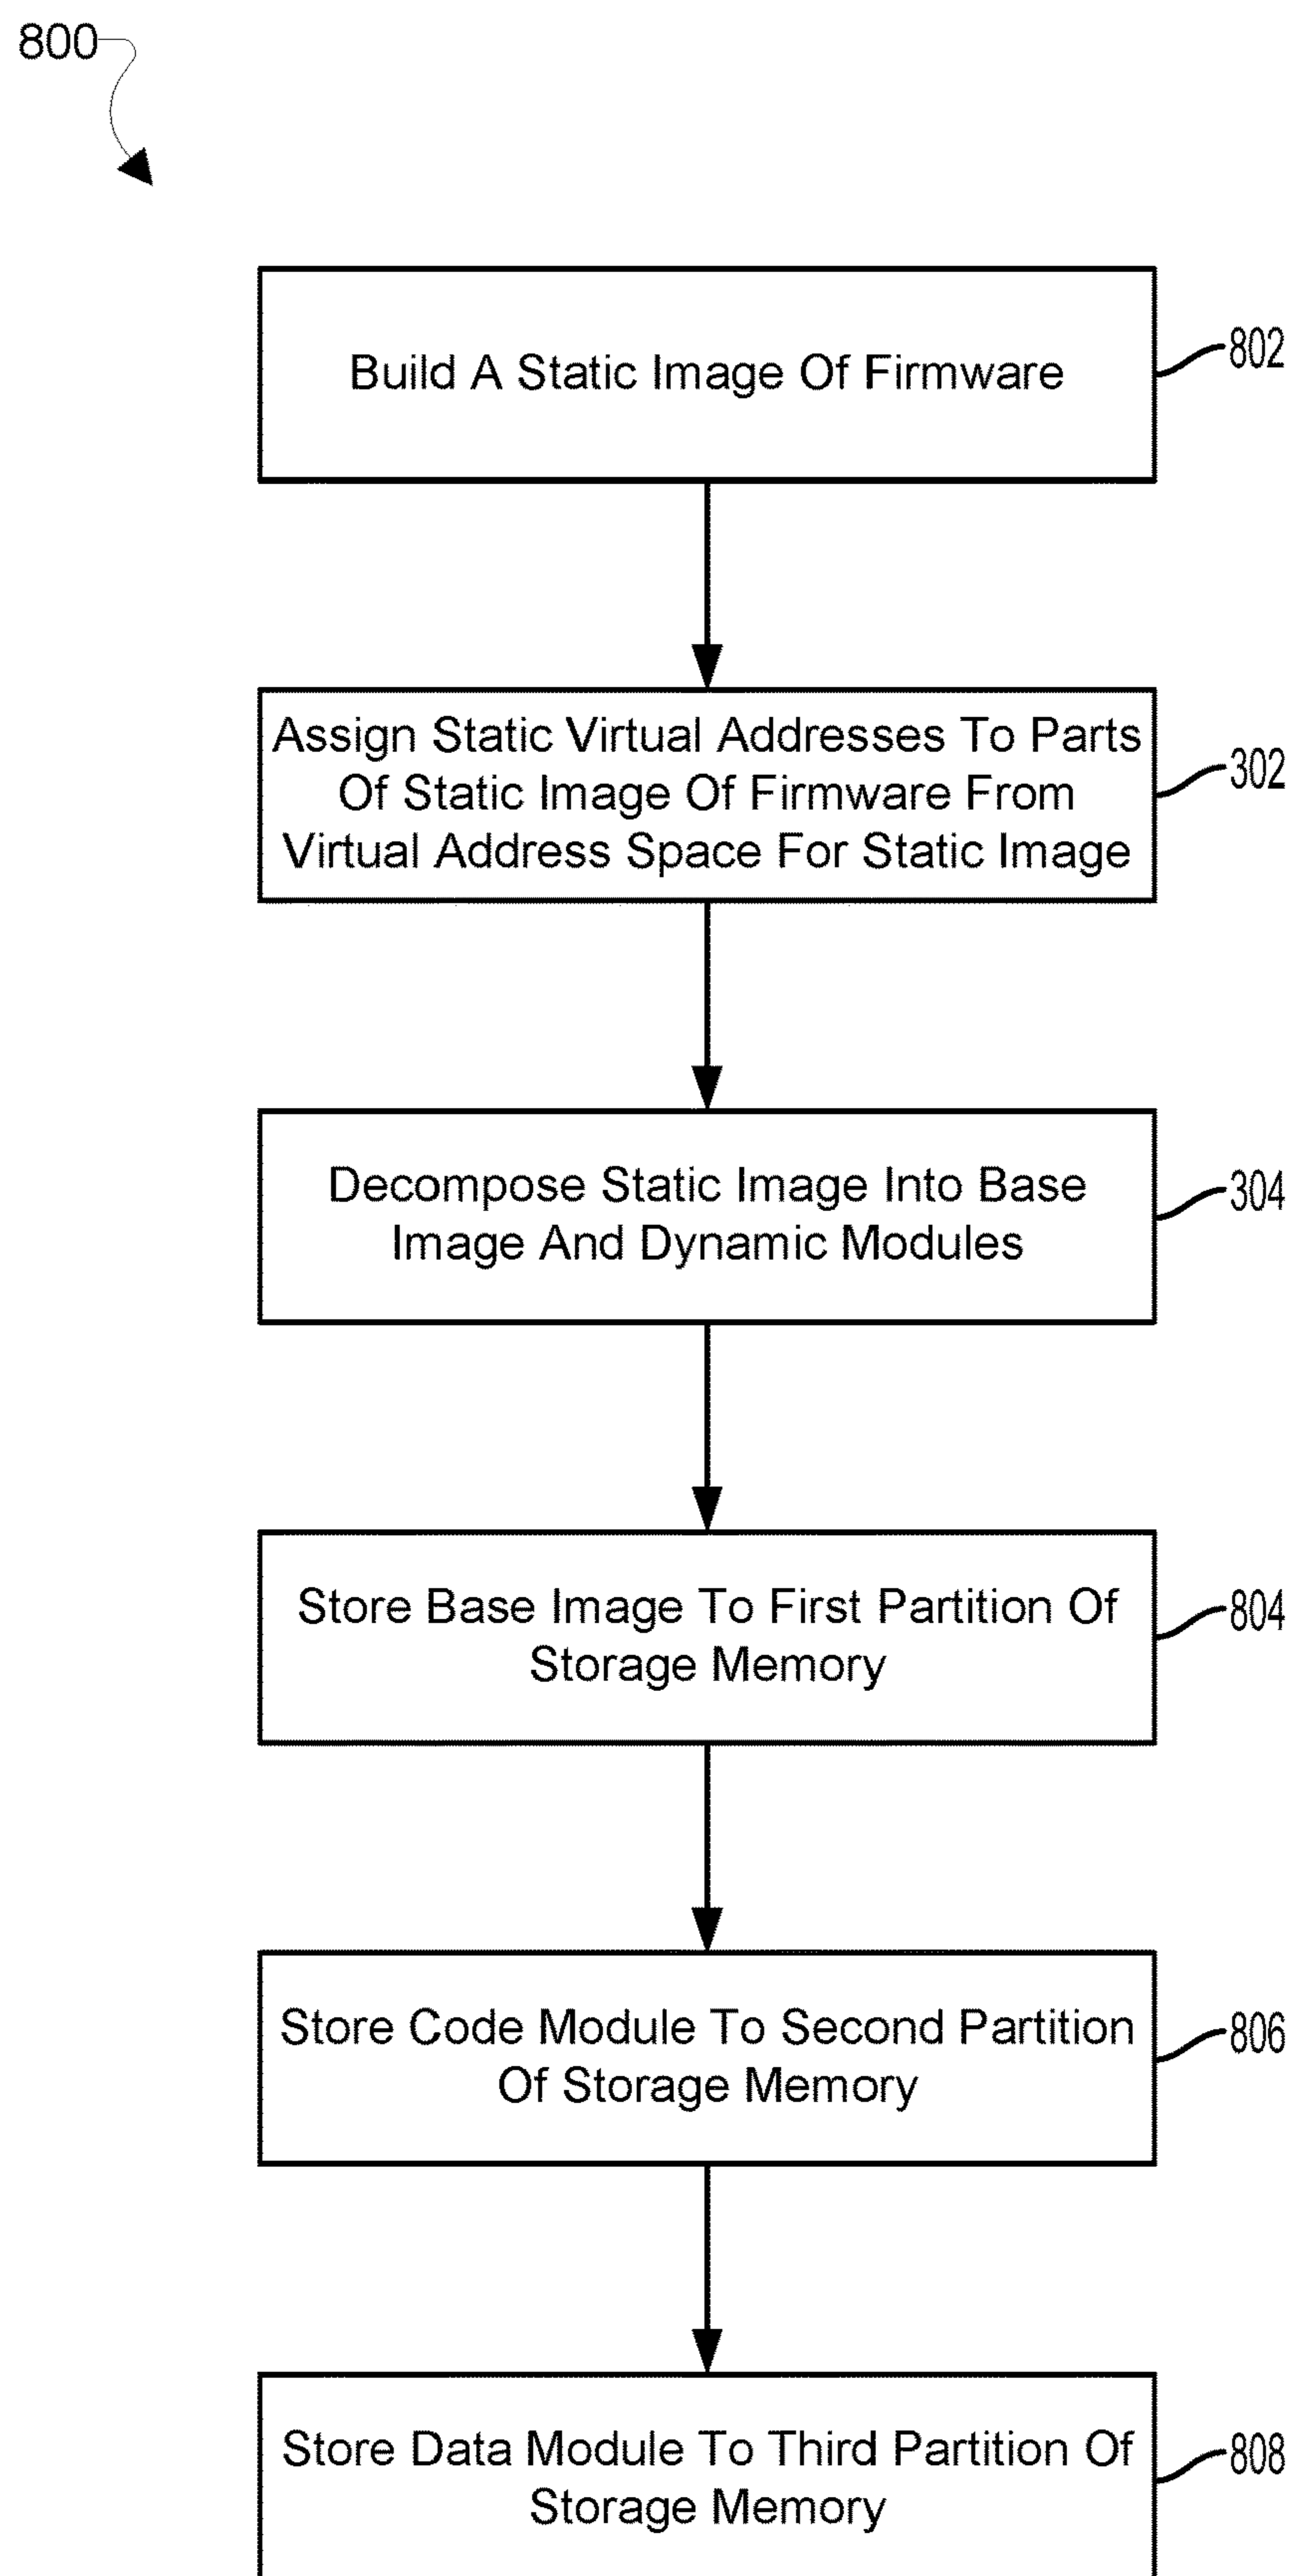 800
Build A Static Image Of Firmware
802
Assign Static Virtual Addresses To Parts
Of Static Image Of Firmware From
Virtual Address Space For Static Image
302
Decompose Static Image Into Base
Image And Dynamic Modules
304
Store Base Image To First Partition Of
Storage Memory
804
Store Code Module To Second Partition
Of Storage Memory
806
Store Data Module To Third Partition Of
Storage Memory
808